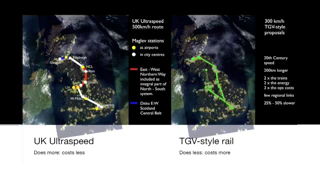 UK Ultraspeed
500km/h route
Maglev stations
at airports
in city centres
East - West
Northern Way
included as
integral part of
North - South
system
Links E-W
Scotland
Central Belt
300 km/h
TGV-style
proposals
20th Century
speed
200km longer
2 x the trains
2 x the energy
2 x the ops costs
few regional links
25% - 50% slower
UK Ultraspeed
Does more: costs less
TGV-style rail
Does less: costs more